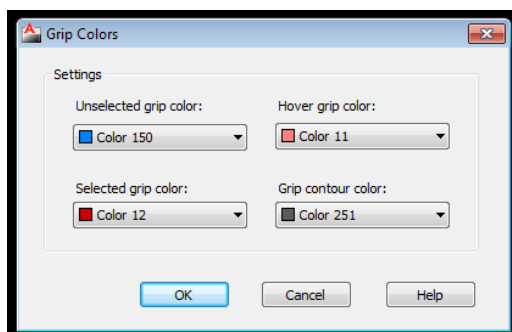 Grip Colors
Settings
Unselected grip color:
Hover grip color:
Color 150
Color 11
Selected grip color:
Grip contour color:
Color 12
Color 251
OK
Cancel
Help